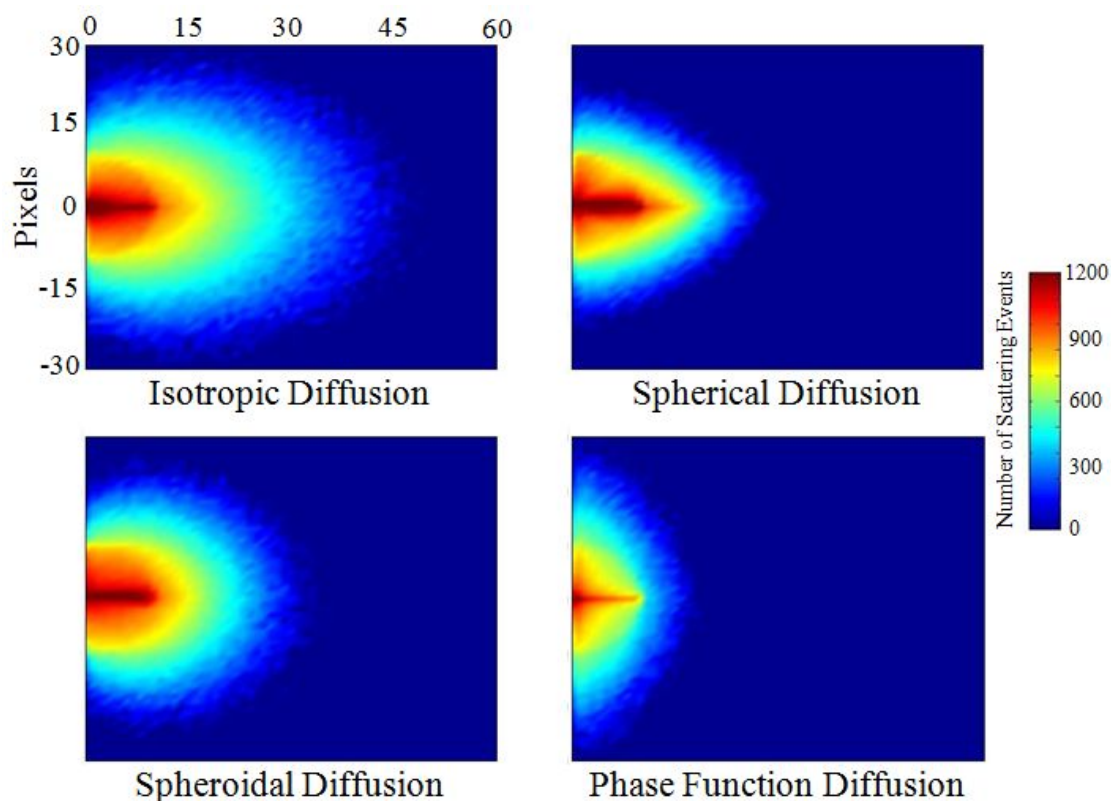 0 15 30 45 60
30
15
Pixels
0
-15
-30
Isotropic Diffusion
Spherical Diffusion
Number of Scattering Events
1200
900
600
300
0
Spheroidal Diffusion
Phase Function Diffusion